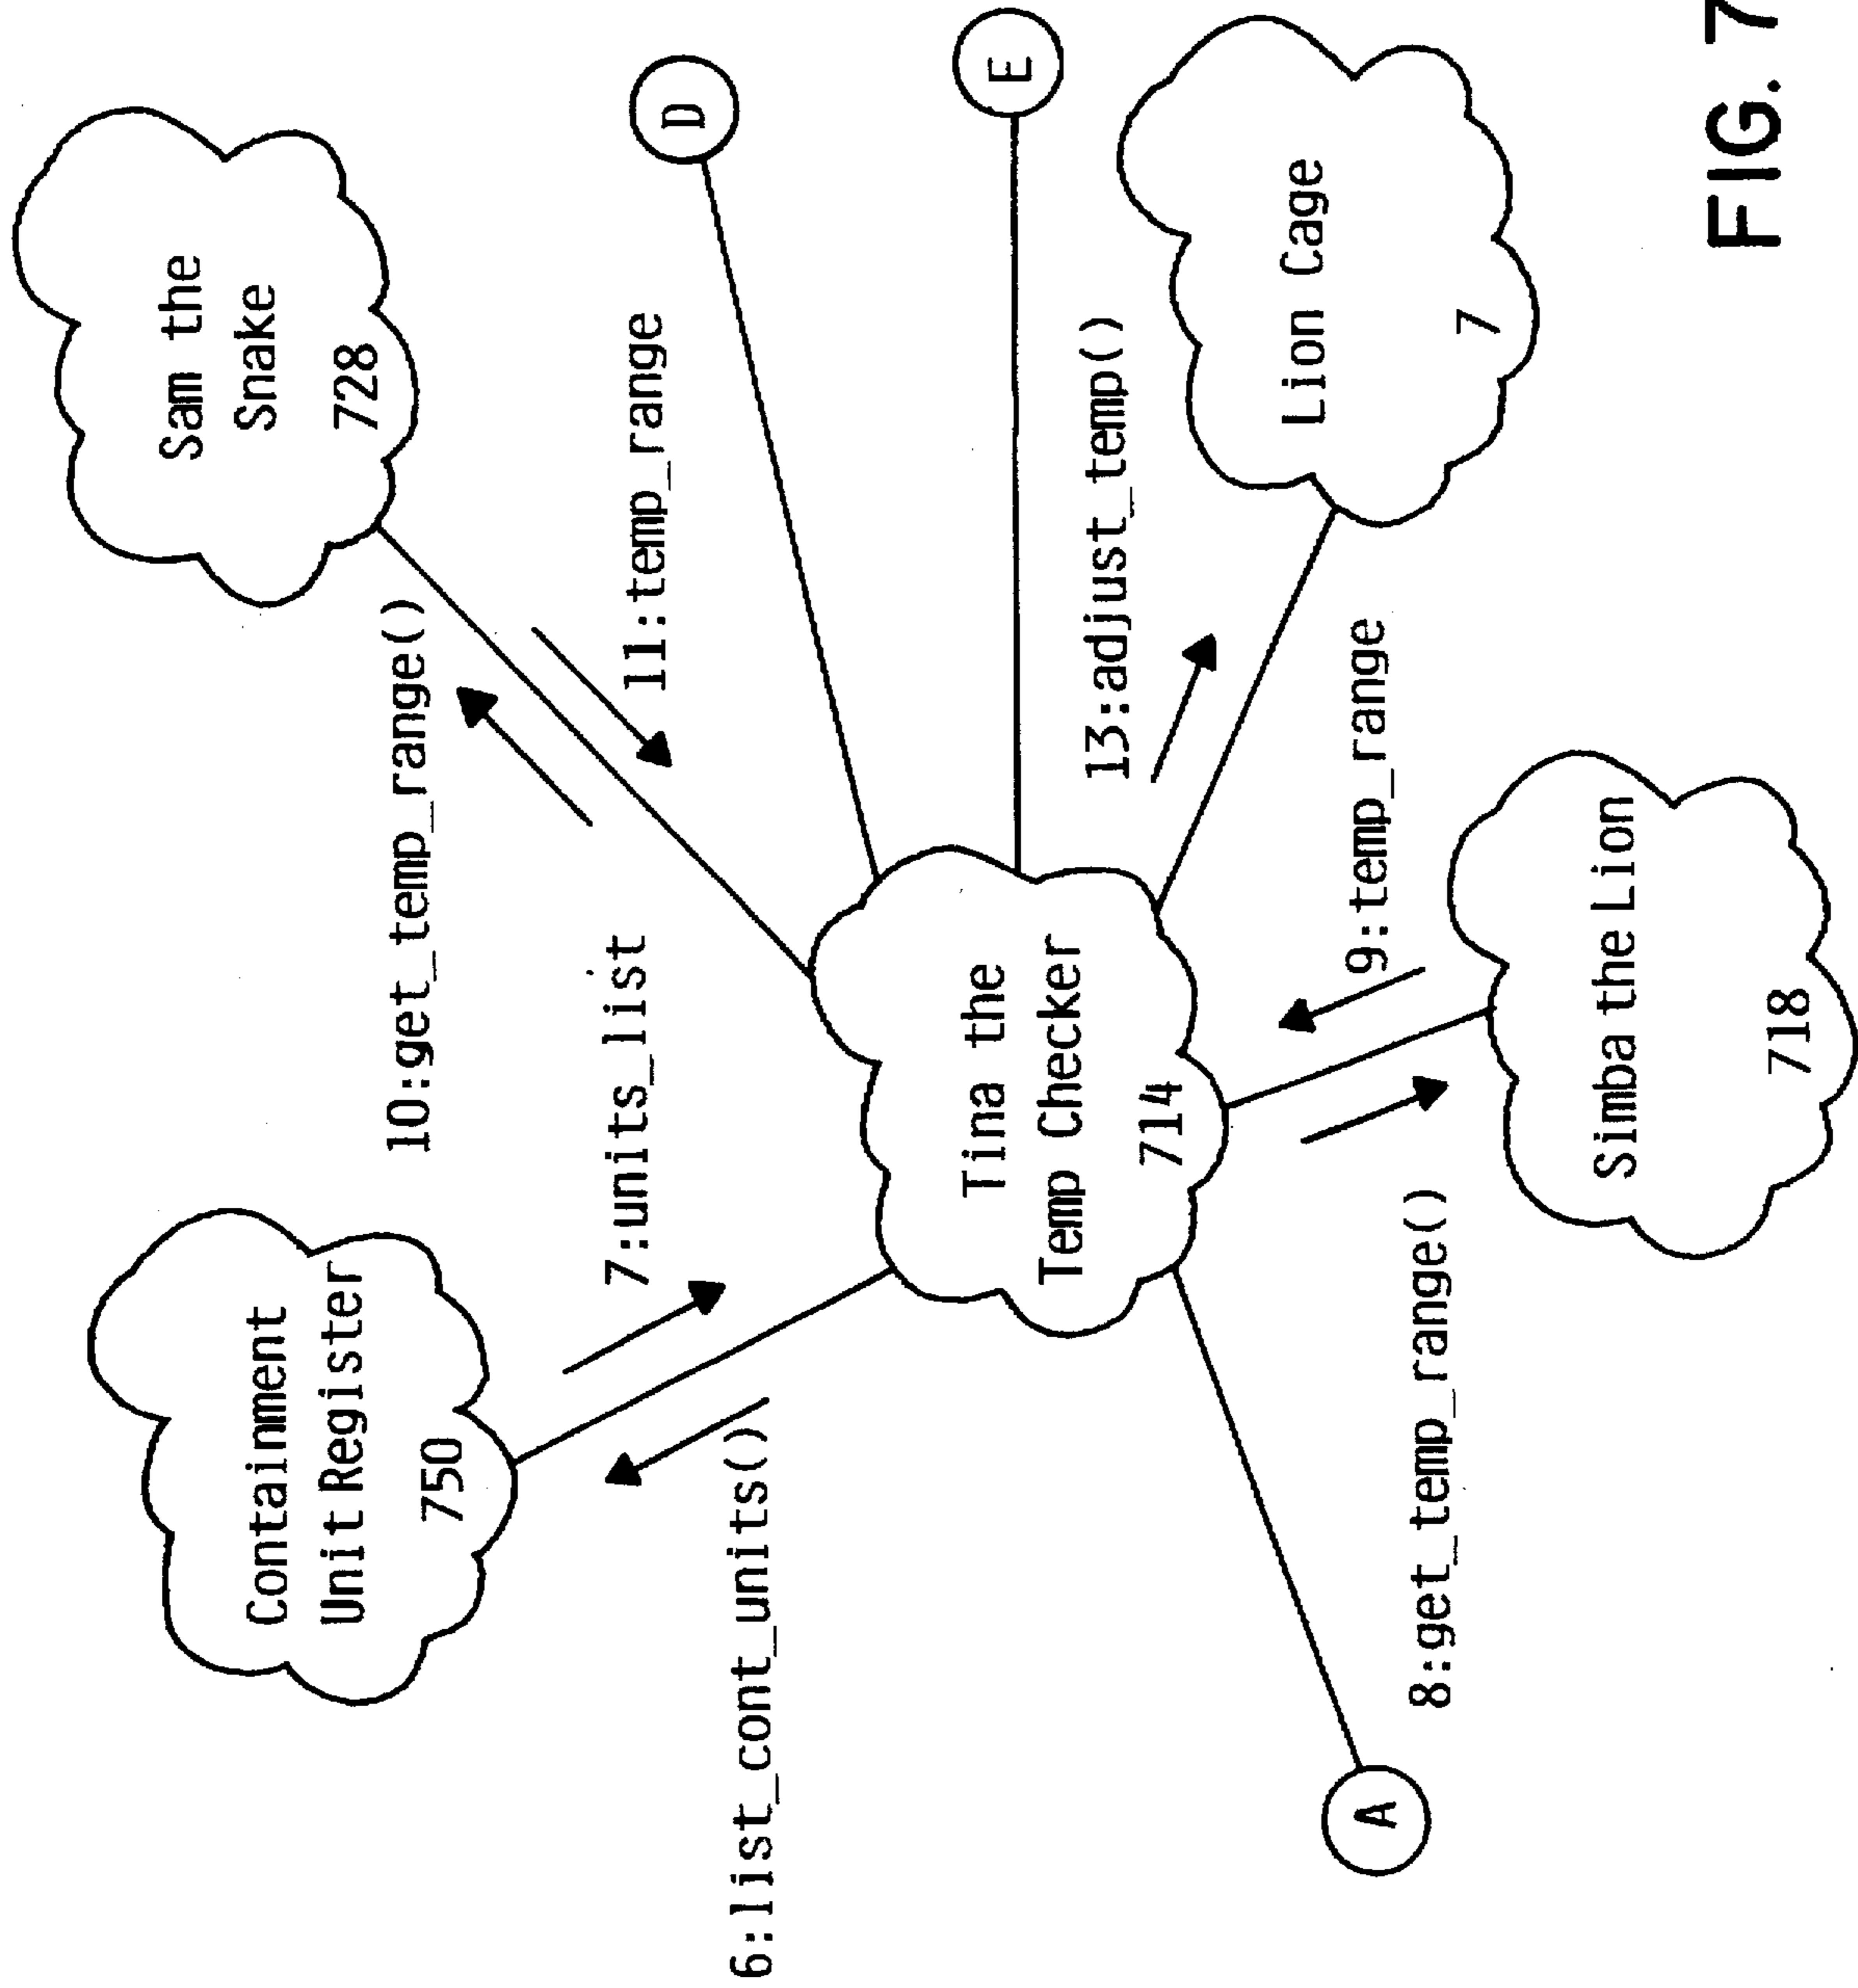 Containment
Unit Register
750
Sam the
Snake
728
10:get_temp_range()
7:units_list
11:temp_range
6:list_cont_units()
D
Tina the
Temp Checker
714
E
13:adjust_temp()
Lion Cage
7
A
8:get_temp_range()
9:temp_range
Simba the Lion
718
FIG. 7